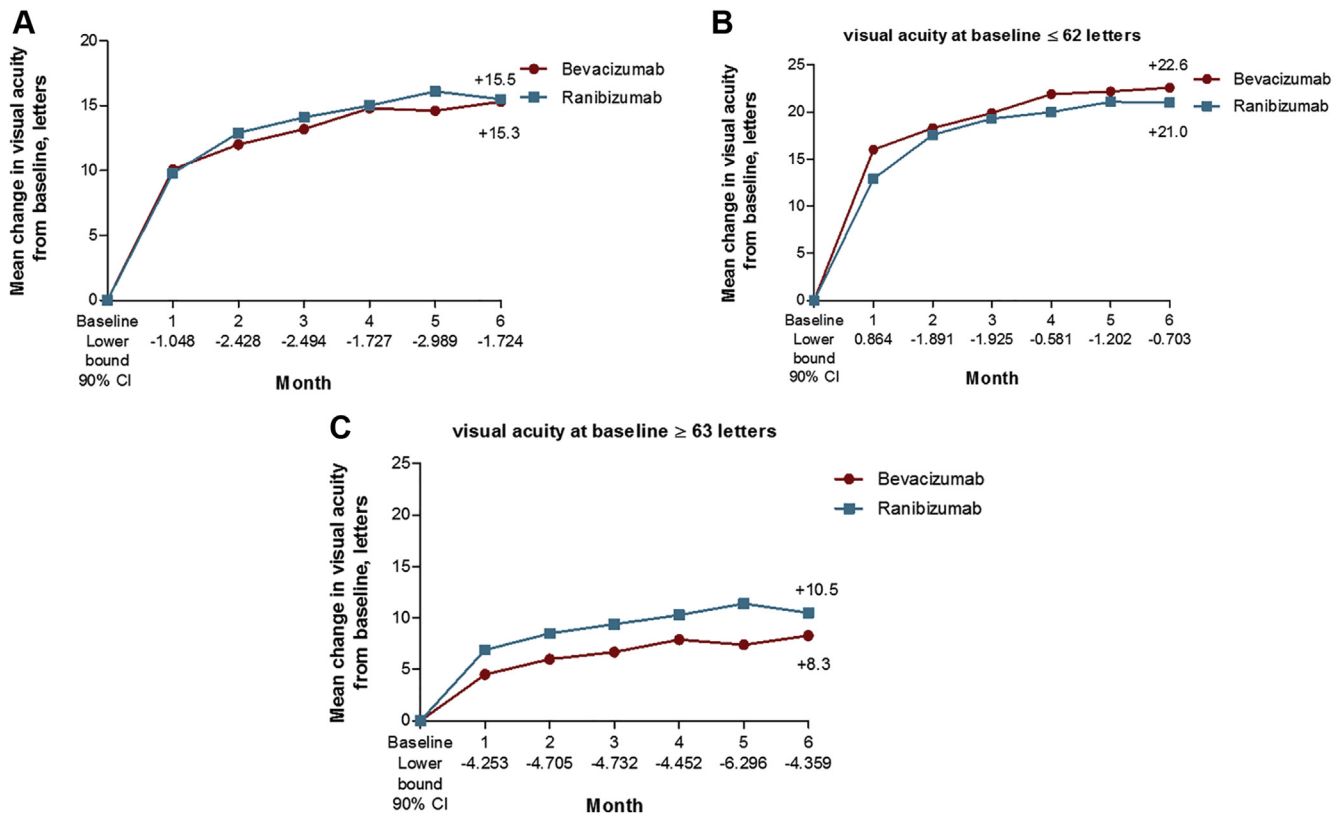 A
Mean change in visual acuity
from baseline, letters
20
15
10
5
0
+15.5
+15.3
Bevacizumab
Ranibizumab
Baseline 1 2 3 4 5 6
Lower -1.048 -2.428 -2.494 -1.727 -2.989 -1.724
bound
90% CI
Month
B
visual acuity at baseline ≤ 62 letters
Mean change in visual acuity
from baseline, letters
25
20
15
10
5
0
+22.6
+21.0
Bevacizumab
Ranibizumab
Baseline 1 2 3 4 5 6
Lower 0.864 -1.891 -1.925 -0.581 -1.202 -0.703
bound
90% CI
Month
C
visual acuity at baseline ≥ 63 letters
Mean change in visual acuity
from baseline, letters
25
20
15
10
5
0
+10.5
+8.3
Bevacizumab
Ranibizumab
Baseline 1 2 3 4 5 6
Lower -4.253 -4.705 -4.732 -4.452 -6.296 -4.359
bound
90% CI
Month